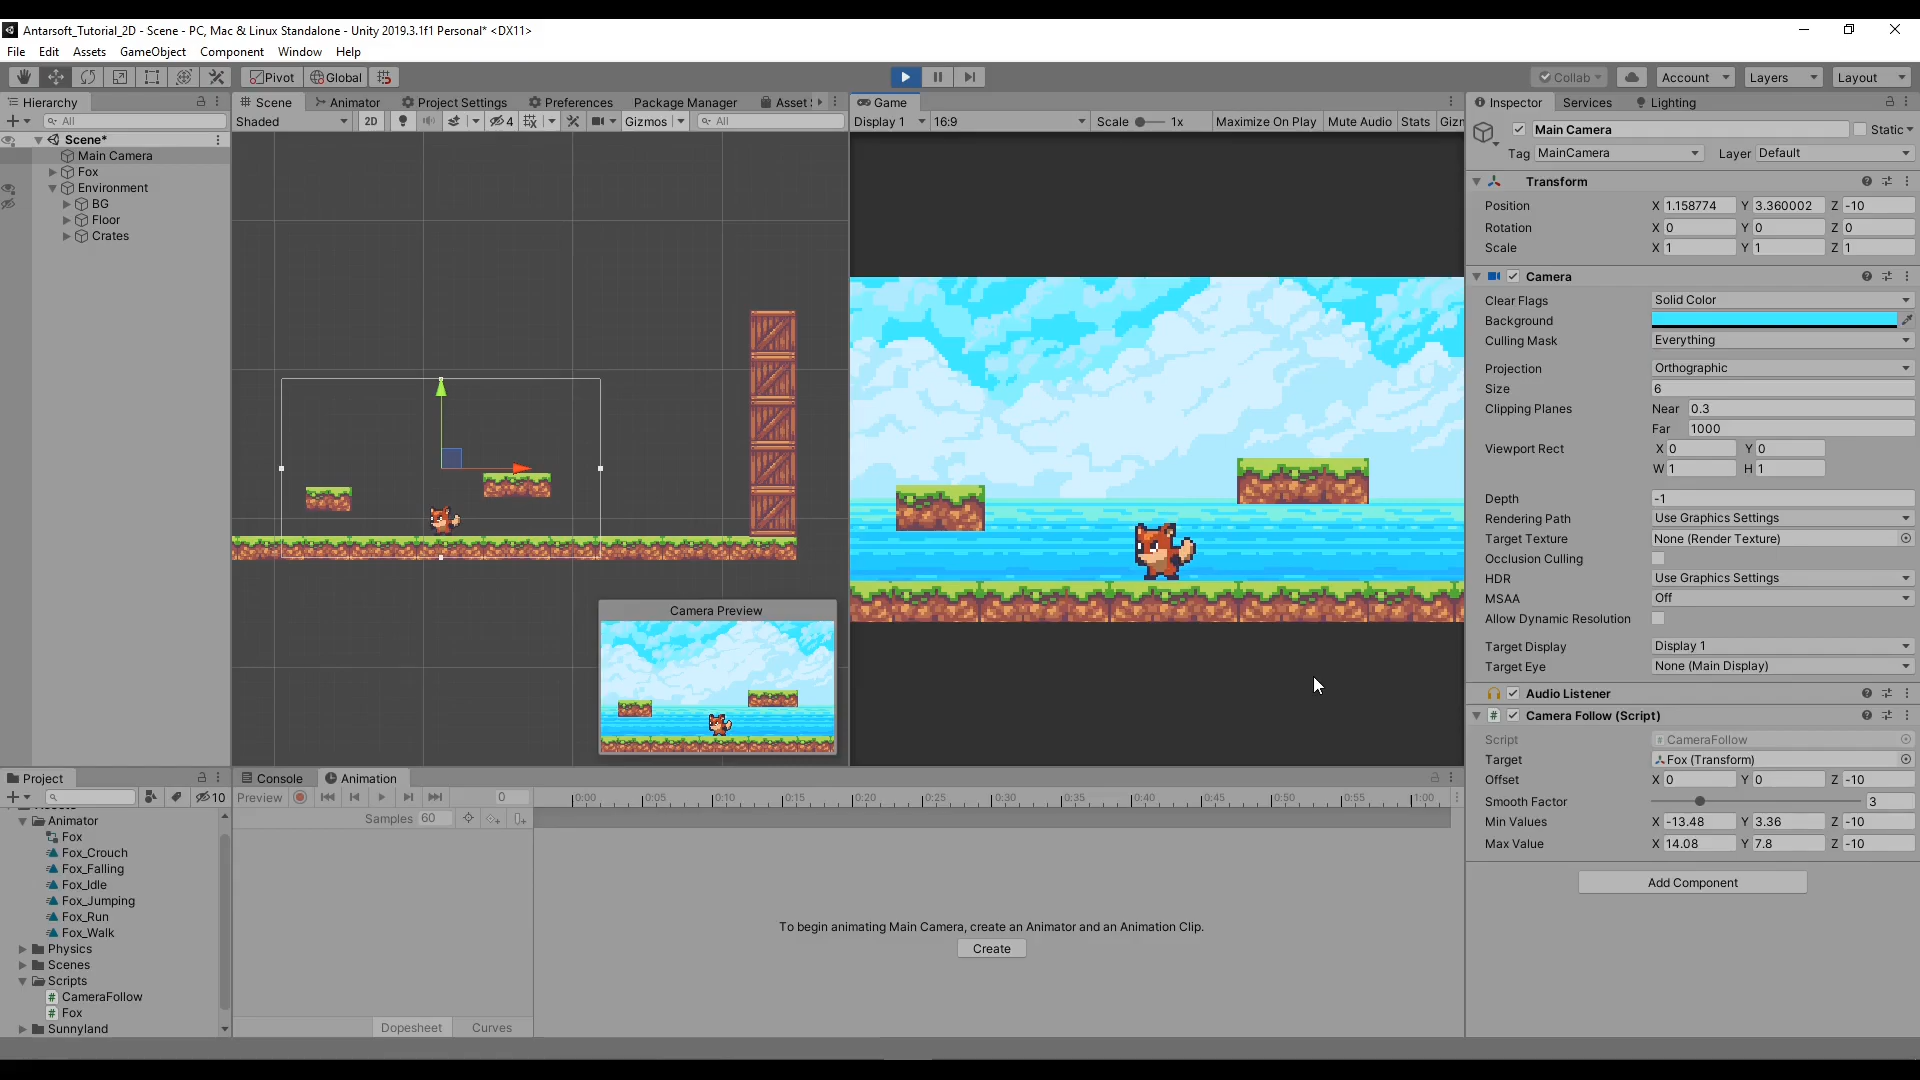 Antarsoft_Tutorial_2D - Scene - PC, Mac & Linux Standalone - Unity 2019.3.1f1 Personal* <DX11>
File Edit Assets GameObject Component Window Help
Pivot Global Collab Account Layers Layout
Hierarchy
All
Scene*
Main Camera
Fox
Environment
BG
Floor
Crates
Scene Animator Project Settings Preferences Package Manager Asset
Shaded 2D 4 Gizmos All
Camera Preview
Game
Display 1 16:9 Scale 1x Maximize On Play Mute Audio Stats Gizn
Inspector Services Lighting
Main Camera Static
Tag MainCamera Layer Default
Transform
Position X 1.158774 Y 3.360002 Z -10
Rotation X 0 Y 0 Z 0
Scale X 1 Y 1 Z 1
Camera
Clear Flags Solid Color
Background
Culling Mask Everything
Projection Orthographic
Size 6
Clipping Planes Near 0.3
Far 1000
Viewport Rect X 0 Y 0
W 1 H 1
Depth -1
Rendering Path Use Graphics Settings
Target Texture None (Render Texture)
Occlusion Culling
HDR Use Graphics Settings
MSAA Off
Allow Dynamic Resolution
Target Display Display 1
Target Eye None (Main Display)
Audio Listener
Camera Follow (Script)
Script CameraFollow
Target Fox (Transform)
Offset X 0 Y 0 Z -10
Smooth Factor 3
Min Values X -13.48 Y 3.36 Z -10
Max Value X 14.08 Y 7.8 Z -10
Add Component
Project
10
Animator
Fox
Fox_Crouch
Fox_Falling
Fox_Idle
Fox_Jumping
Fox_Run
Fox_Walk
Physics
Scenes
Scripts
CameraFollow
Fox
Sunnyland
Console Animation
Preview 0 0:00 0:05 0:10 0:15 0:20 0:25 0:30 0:35 0:40 0:45 0:50 0:55 1:00
Samples 60
To begin animating Main Camera, create an Animator and an Animation Clip.
Create
Dopesheet Curves